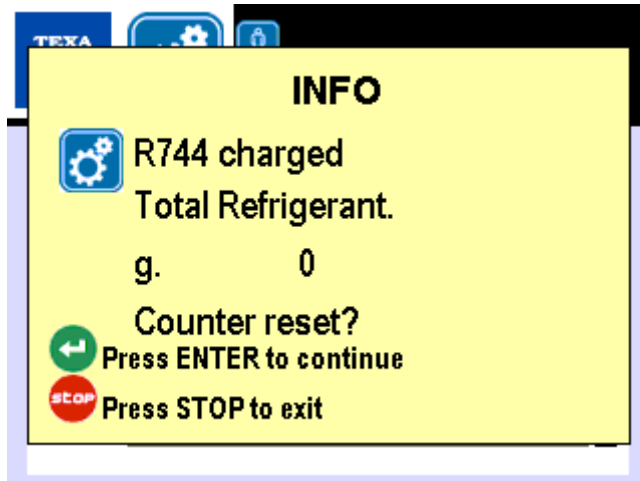 TEXA
INFO
R744 charged
Total Refrigerant.
g. 0
Counter reset?
Press ENTER to continue
stop Press STOP to exit